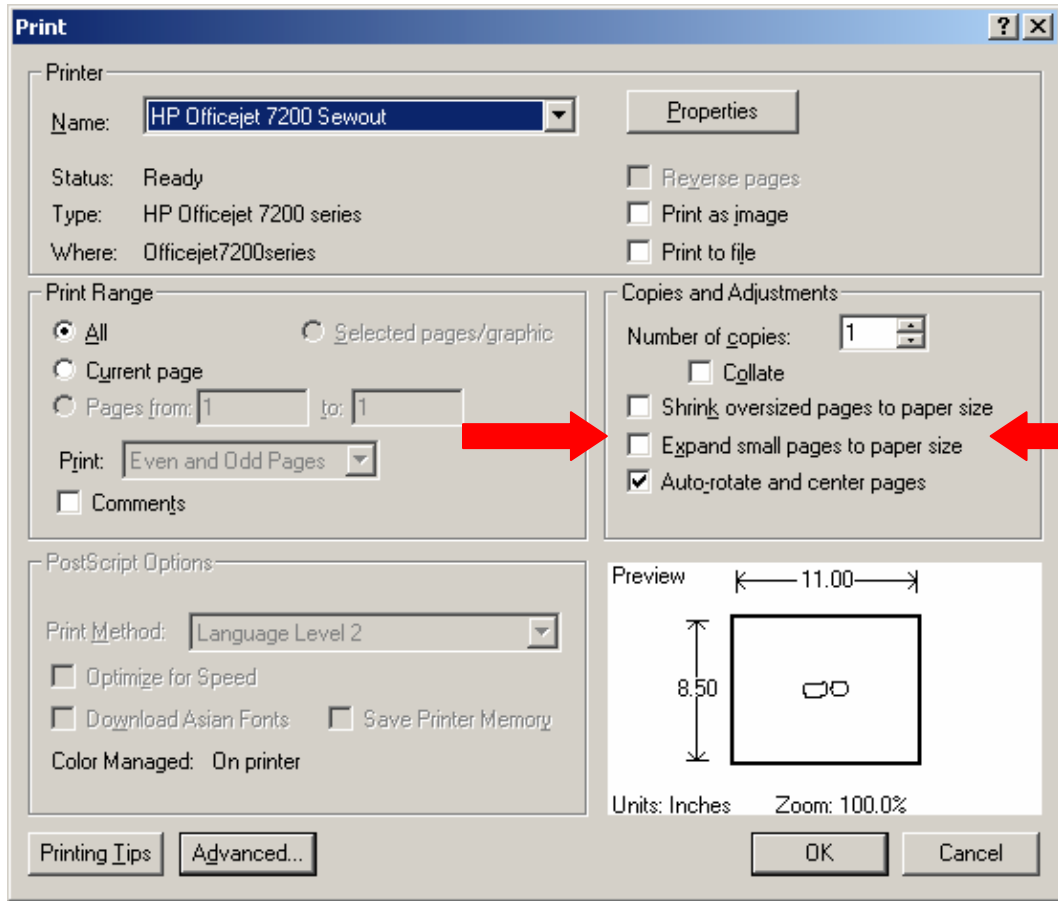 Print
Printer
Name: HP Officejet 7200 Sewout Properties
Status: Ready Reverse pages
Type: HP Officejet 7200 series Print as image
Where: Officejet7200series Print to file
Print Range
All Selected pages/graphic
Current page
Pages from: 1 to: 1
Print: Even and Odd Pages
Comments
Copies and Adjustments
Number of copies: 1
Collate
Shrink oversized pages to paper size
Expand small pages to paper size
Auto-rotate and center pages
PostScript Options
Print Method: Language Level 2
Optimize for Speed
Download Asian Fonts Save Printer Memory
Color Managed: On printer
Preview 11.00
8.50
Units: Inches Zoom: 100.0%
Printing Tips Advanced... OK Cancel